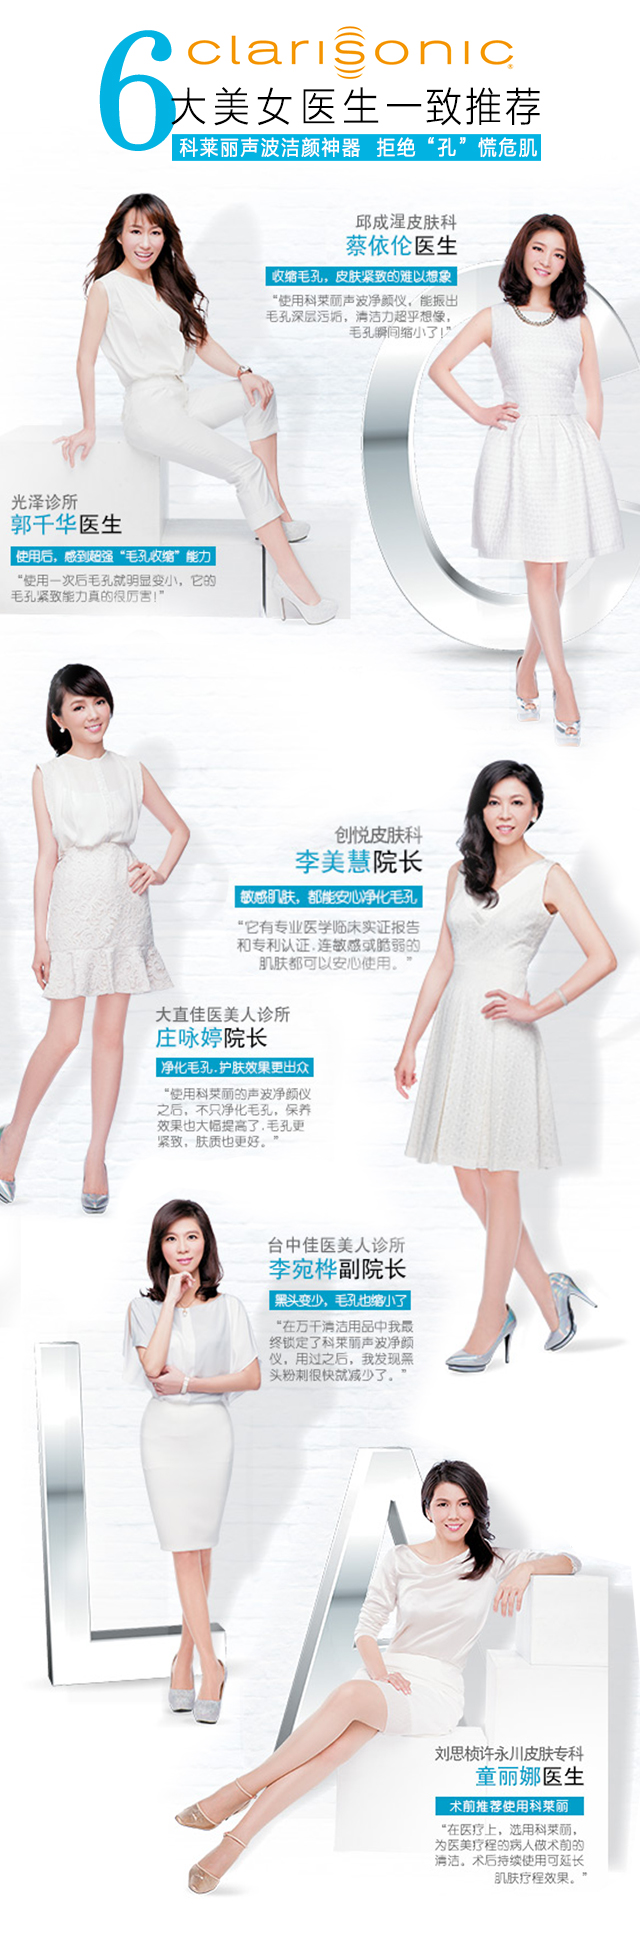 clarisonic
6
大美女医生一致推荐
科莱丽声波洁颜神器 拒绝“孔”慌危肌
邱成湦皮肤科
蔡依伦医生
收缩毛孔，皮肤紧致的难以想象
“使用科莱丽声波净颜仪，能振出
毛孔深层污垢，清洁力超乎想像，
毛孔瞬间缩小了!”
光泽诊所
郭千华医生
使用后，感到超强“毛孔收缩”能力
“使用一次后毛孔就明显变小，它的
毛孔紧致能力真的很厉害!”
创悦皮肤科
李美慧院长
敏感肌肤，都能安心净化毛孔
“它有专业医学临床实证报告
和专利认证.连敏感或脆弱的
肌肤都可以安心使用。”
大直佳医美人诊所
庄咏婷院长
净化毛孔.护肤效果更出众
“使用科莱丽的声波净颜仪
之后，不只净化毛孔，保养
效果也大幅提高了.毛孔更
紧致，肤质也更好。”
台中佳医美人诊所
李宛桦副院长
黑头变少，毛孔也缩小了
“在万千清洁用品中我最
终锁定了科莱丽声波净颜
仪，用过之后，我发现黑
头粉刺很快就减少了。”
刘思桢许永川皮肤专科
童丽娜医生
术前推荐使用科莱丽
“在医疗上，选用科莱丽，
为医美疗程的病人做术前的
清洁。术后持续使用可延长
肌肤疗程效果。”